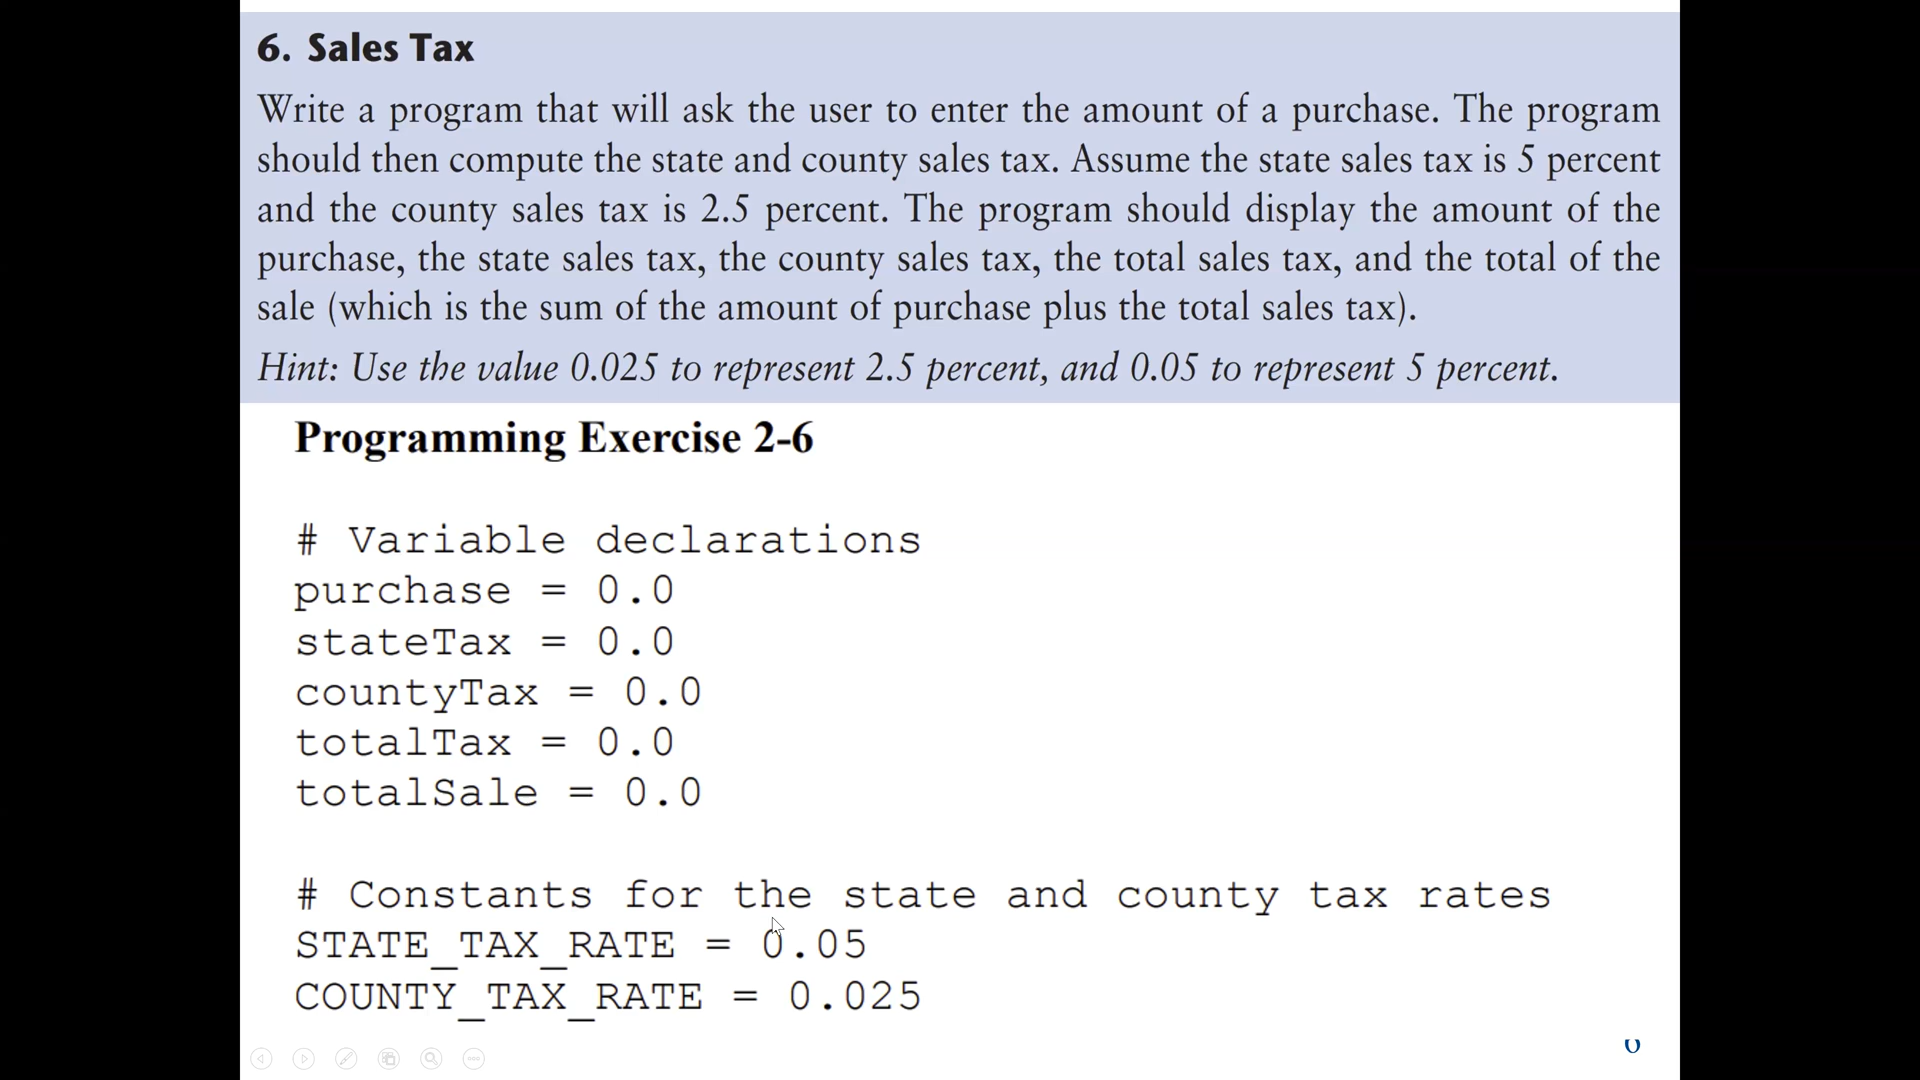 6. Sales Tax
Write a program that will ask the user to enter the amount of a purchase. The program
should then compute the state and county sales tax. Assume the state sales tax is 5 percent
and the county sales tax is 2.5 percent. The program should display the amount of the
purchase, the state sales tax, the county sales tax, the total sales tax, and the total of the
sale (which is the sum of the amount of purchase plus the total sales tax).
Hint: Use the value 0.025 to represent 2.5 percent, and 0.05 to represent 5 percent.
Programming Exercise 2-6
# Variable declarations
purchase = 0.0
stateTax = 0.0
countyTax = 0.0
totalTax = 0.0
totalSale = 0.0
# Constants for the state and county tax rates
STATE_TAX_RATE = 0.05
COUNTY_TAX_RATE = 0.025